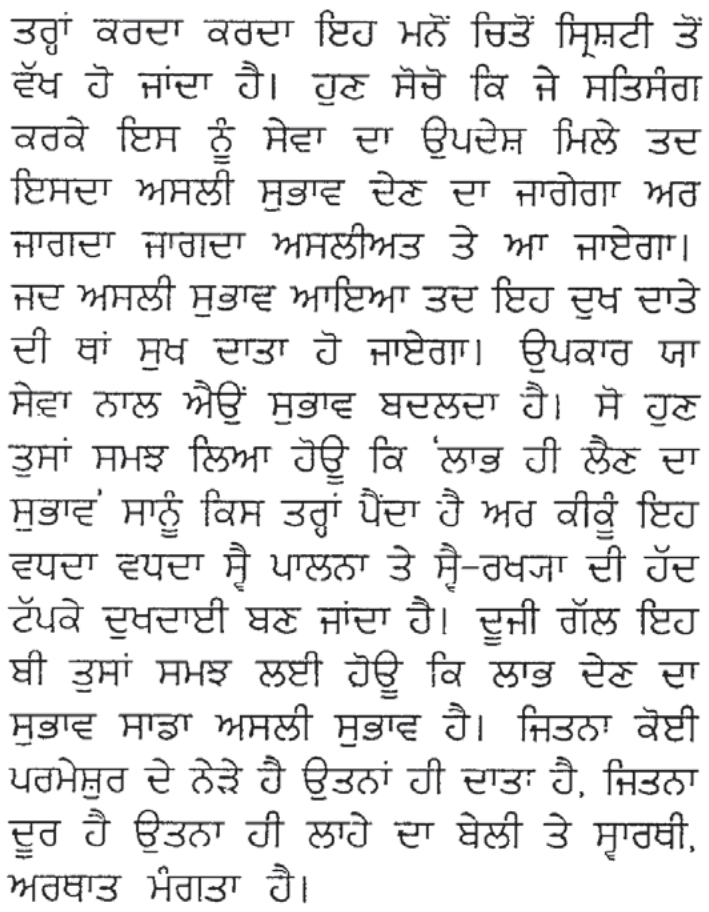 ਤਰ੍ਹਾਂ ਕਰਦਾ ਕਰਦਾ ਇਹ ਮਨੋਂ ਚਿਤੋਂ ਸ੍ਰਿਸ਼ਟੀ ਤੋਂ
ਵੱਖ ਹੋ ਜਾਂਦਾ ਹੈ। ਹੁਣ ਸੋਚੋ ਕਿ ਜੇ ਸਤਿਸੰਗ
ਕਰਕੇ ਇਸ ਨੂੰ ਸੇਵਾ ਦਾ ਉਪਦੇਸ਼ ਮਿਲੇ ਤਦ
ਇਸਦਾ ਅਸਲੀ ਸੁਭਾਵ ਦੇਣ ਦਾ ਜਾਗੇਗਾ ਅਰ
ਜਾਗਦਾ ਜਾਗਦਾ ਅਸਲੀਅਤ ਤੇ ਆ ਜਾਏਗਾ।
ਜਦ ਅਸਲੀ ਸੁਭਾਵ ਆਇਆ ਤਦ ਇਹ ਦੁਖ ਦਾਤੇ
ਦੀ ਥਾਂ ਸੁਖ ਦਾਤਾ ਹੋ ਜਾਏਗਾ। ਉਪਕਾਰ ਯਾ
ਸੇਵਾ ਨਾਲ ਐਉਂ ਸੁਭਾਵ ਬਦਲਦਾ ਹੈ। ਸੋ ਹੁਣ
ਤੁਸਾਂ ਸਮਝ ਲਿਆ ਹੋਊ ਕਿ 'ਲਾਭ ਹੀ ਲੈਣ ਦਾ
ਸੁਭਾਵ' ਸਾਨੂੰ ਕਿਸ ਤਰ੍ਹਾਂ ਪੈਂਦਾ ਹੈ ਅਰ ਕੀਕੂੰ ਇਹ
ਵਧਦਾ ਵਧਦਾ ਸ੍ਵੈ ਪਾਲਨਾ ਤੇ ਸ੍ਵੈ-ਰਖ੍ਯਾ ਦੀ ਹੱਦ
ਟੱਪਕੇ ਦੁਖਦਾਈ ਬਣ ਜਾਂਦਾ ਹੈ। ਦੂਜੀ ਗੱਲ ਇਹ
ਬੀ ਤੁਸਾਂ ਸਮਝ ਲਈ ਹੋਊ ਕਿ ਲਾਭ ਦੇਣ ਦਾ
ਸੁਭਾਵ ਸਾਡਾ ਅਸਲੀ ਸੁਭਾਵ ਹੈ। ਜਿਤਨਾ ਕੋਈ
ਪਰਮੇਸ਼ੁਰ ਦੇ ਨੇੜੇ ਹੈ ਉਤਨਾਂ ਹੀ ਦਾਤਾ ਹੈ, ਜਿਤਨਾ
ਦੂਰ ਹੈ ਉਤਨਾ ਹੀ ਲਾਹੇ ਦਾ ਬੇਲੀ ਤੇ ਸ੍ਵਾਰਥੀ,
ਅਰਥਾਤ ਮੰਗਤਾ ਹੈ।